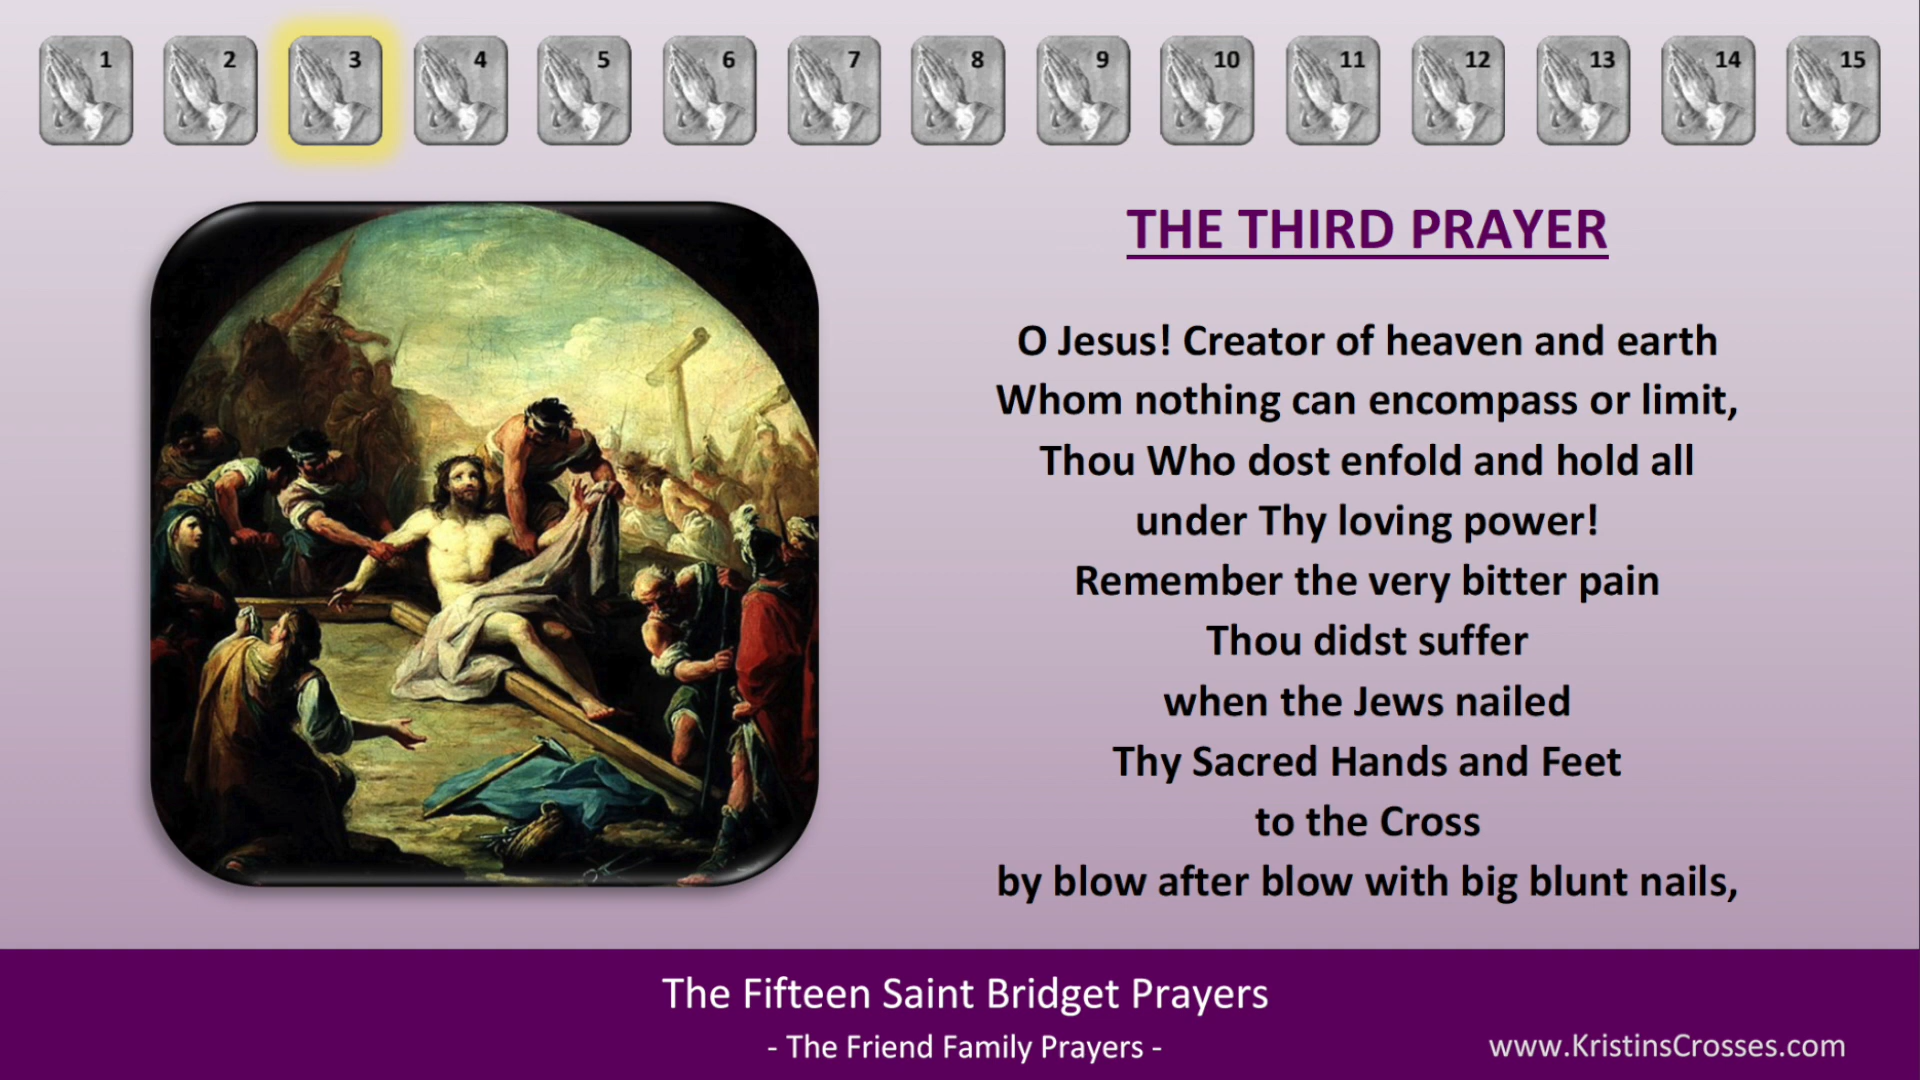 1 2 3 4 5 6 7 8 9 10 11 12 13 14 15
THE THIRD PRAYER
O Jesus! Creator of heaven and earth
Whom nothing can encompass or limit,
Thou Who dost enfold and hold all
under Thy loving power!
Remember the very bitter pain
Thou didst suffer
when the Jews nailed
Thy Sacred Hands and Feet
to the Cross
by blow after blow with big blunt nails,
The Fifteen Saint Bridget Prayers
- The Friend Family Prayers -
www.KristinsCrosses.com